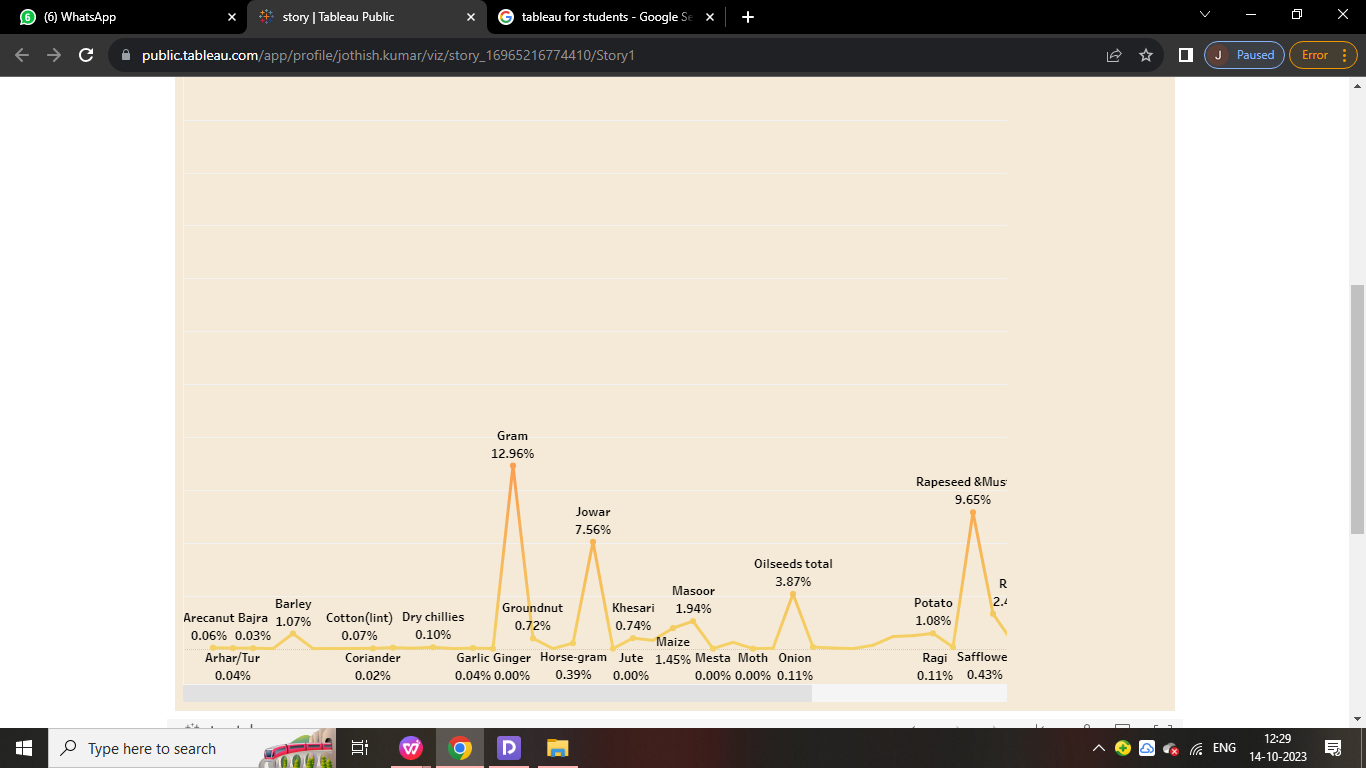 (6) WhatsApp
story | Tableau Public
tableau for students - Google Se
public.tableau.com/app/profile/jothish.kumar/viz/story_16965216774410/Story1
J Paused
Error
Gram
12.96%
Rapeseed &Must
9.65%
Jowar
7.56%
Oilseeds total
3.87%
Masoor
1.94%
R
2.4
Arecanut Bajra Barley
0.06% 0.03% 1.07%
Cotton(lint) Dry chillies
0.07% 0.10%
Groundnut
0.72%
Khesari
0.74%
Potato
1.08%
Maize
1.45%
Arhar/Tur
0.04%
Coriander
0.02%
Garlic Ginger
0.04% 0.00%
Horse-gram
0.39%
Jute
0.00%
Mesta Moth Onion
0.00% 0.00% 0.11%
Ragi
0.11%
Safflowe
0.43%
Type here to search
ENG
12:29
14-10-2023